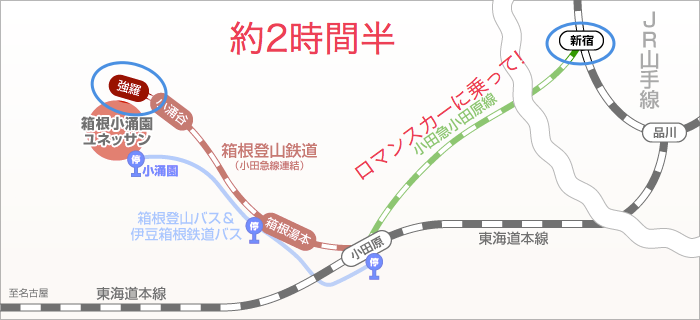 約2時間半
新宿
JR山手線
ロマンスカーに乗って!
強羅
小涌谷
小田急小田原線
箱根小涌園
ユネッサン
品川
箱根登山鉄道
(小田急線連結)
停
小涌園
箱根登山バス&
伊豆箱根鉄道バス
停
箱根湯本
小田原
東海道本線
停
至名古屋
東海道本線